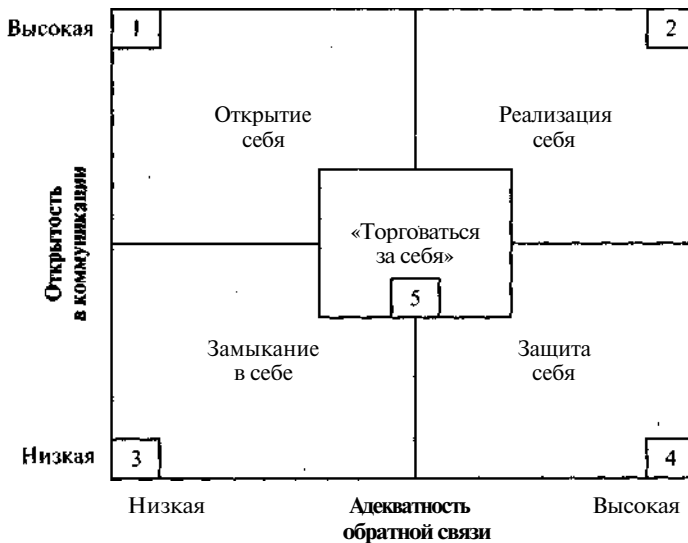 Высокая
1
2
Открытие
себя
Реализация
себя
Открытость
в коммуникации
«Торговаться
за себя»
5
Замыкание
в себе
Защита
себя
Низкая
3
4
Низкая
Адекватность
обратной связи
Высокая